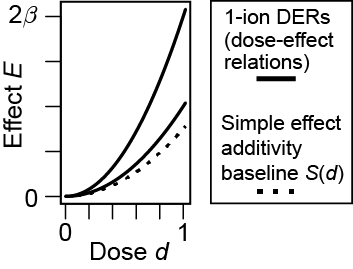 2β
Effect E
0
0
1
Dose d
1-ion DERs
(dose-effect
relations)
Simple effect
additivity
baseline S(d)